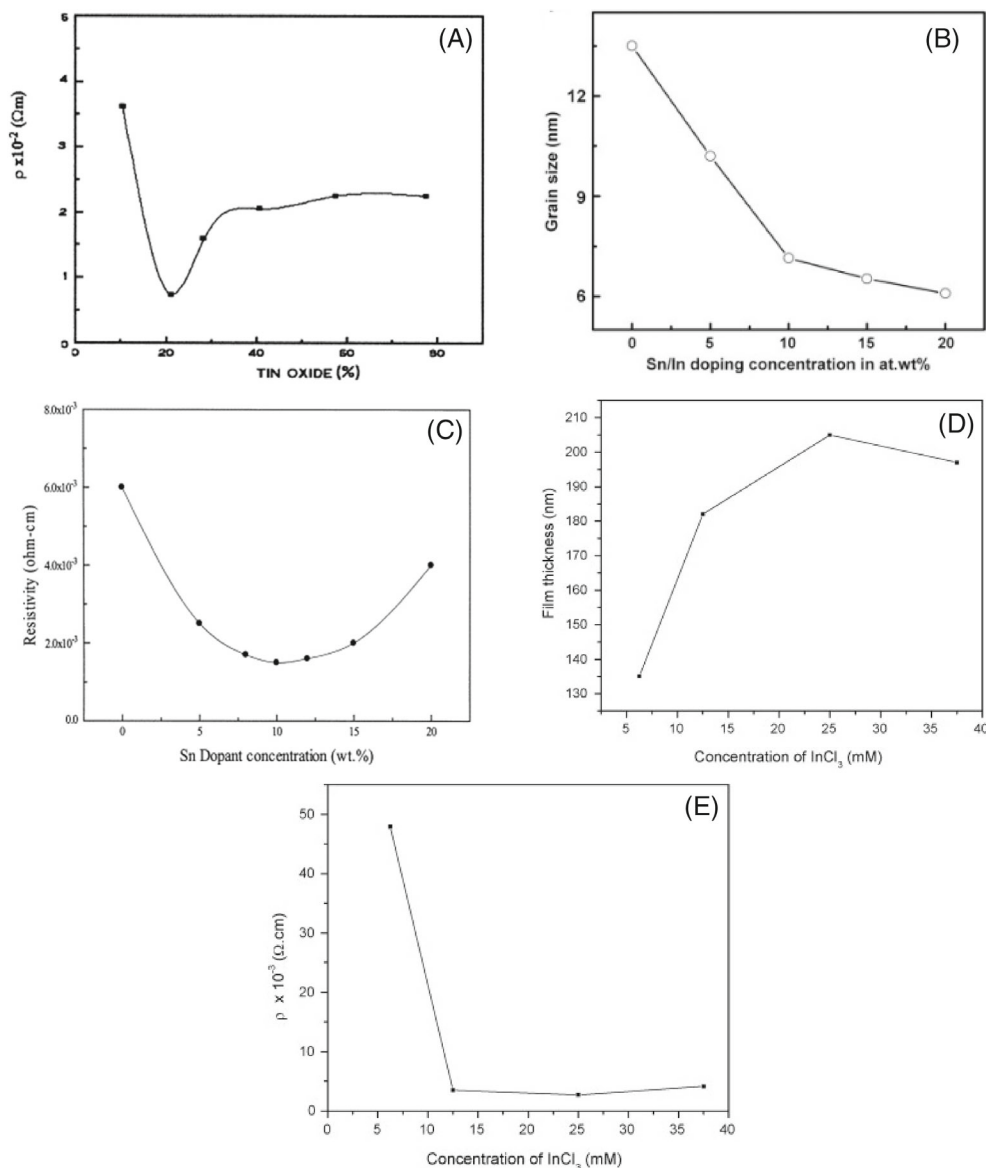 (A)
5
4
3
2
1
0
ρ x10⁻² (Ωm)
0 20 40 60 80
TIN OXIDE (%)
(B)
12
9
6
Grain size (nm)
0 5 10 15 20
Sn/In doping concentration in at.wt%
(C)
8.0x10⁻³
6.0x10⁻³
4.0x10⁻³
2.0x10⁻³
0.0
Resistivity (ohm-cm)
0 5 10 15 20
Sn Dopant concentration (wt.%)
(D)
210
205
200
190
180
170
165
160
150
145
140
130
Film thickness (nm)
5 10 15 20 25 30 35 40
Concentration of InCl₃ (mM)
(E)
50
40
30
20
10
0
ρ x 10⁻³ (Ω.cm)
0 5 10 15 20 25 30 35 40
Concentration of InCl₃ (mM)